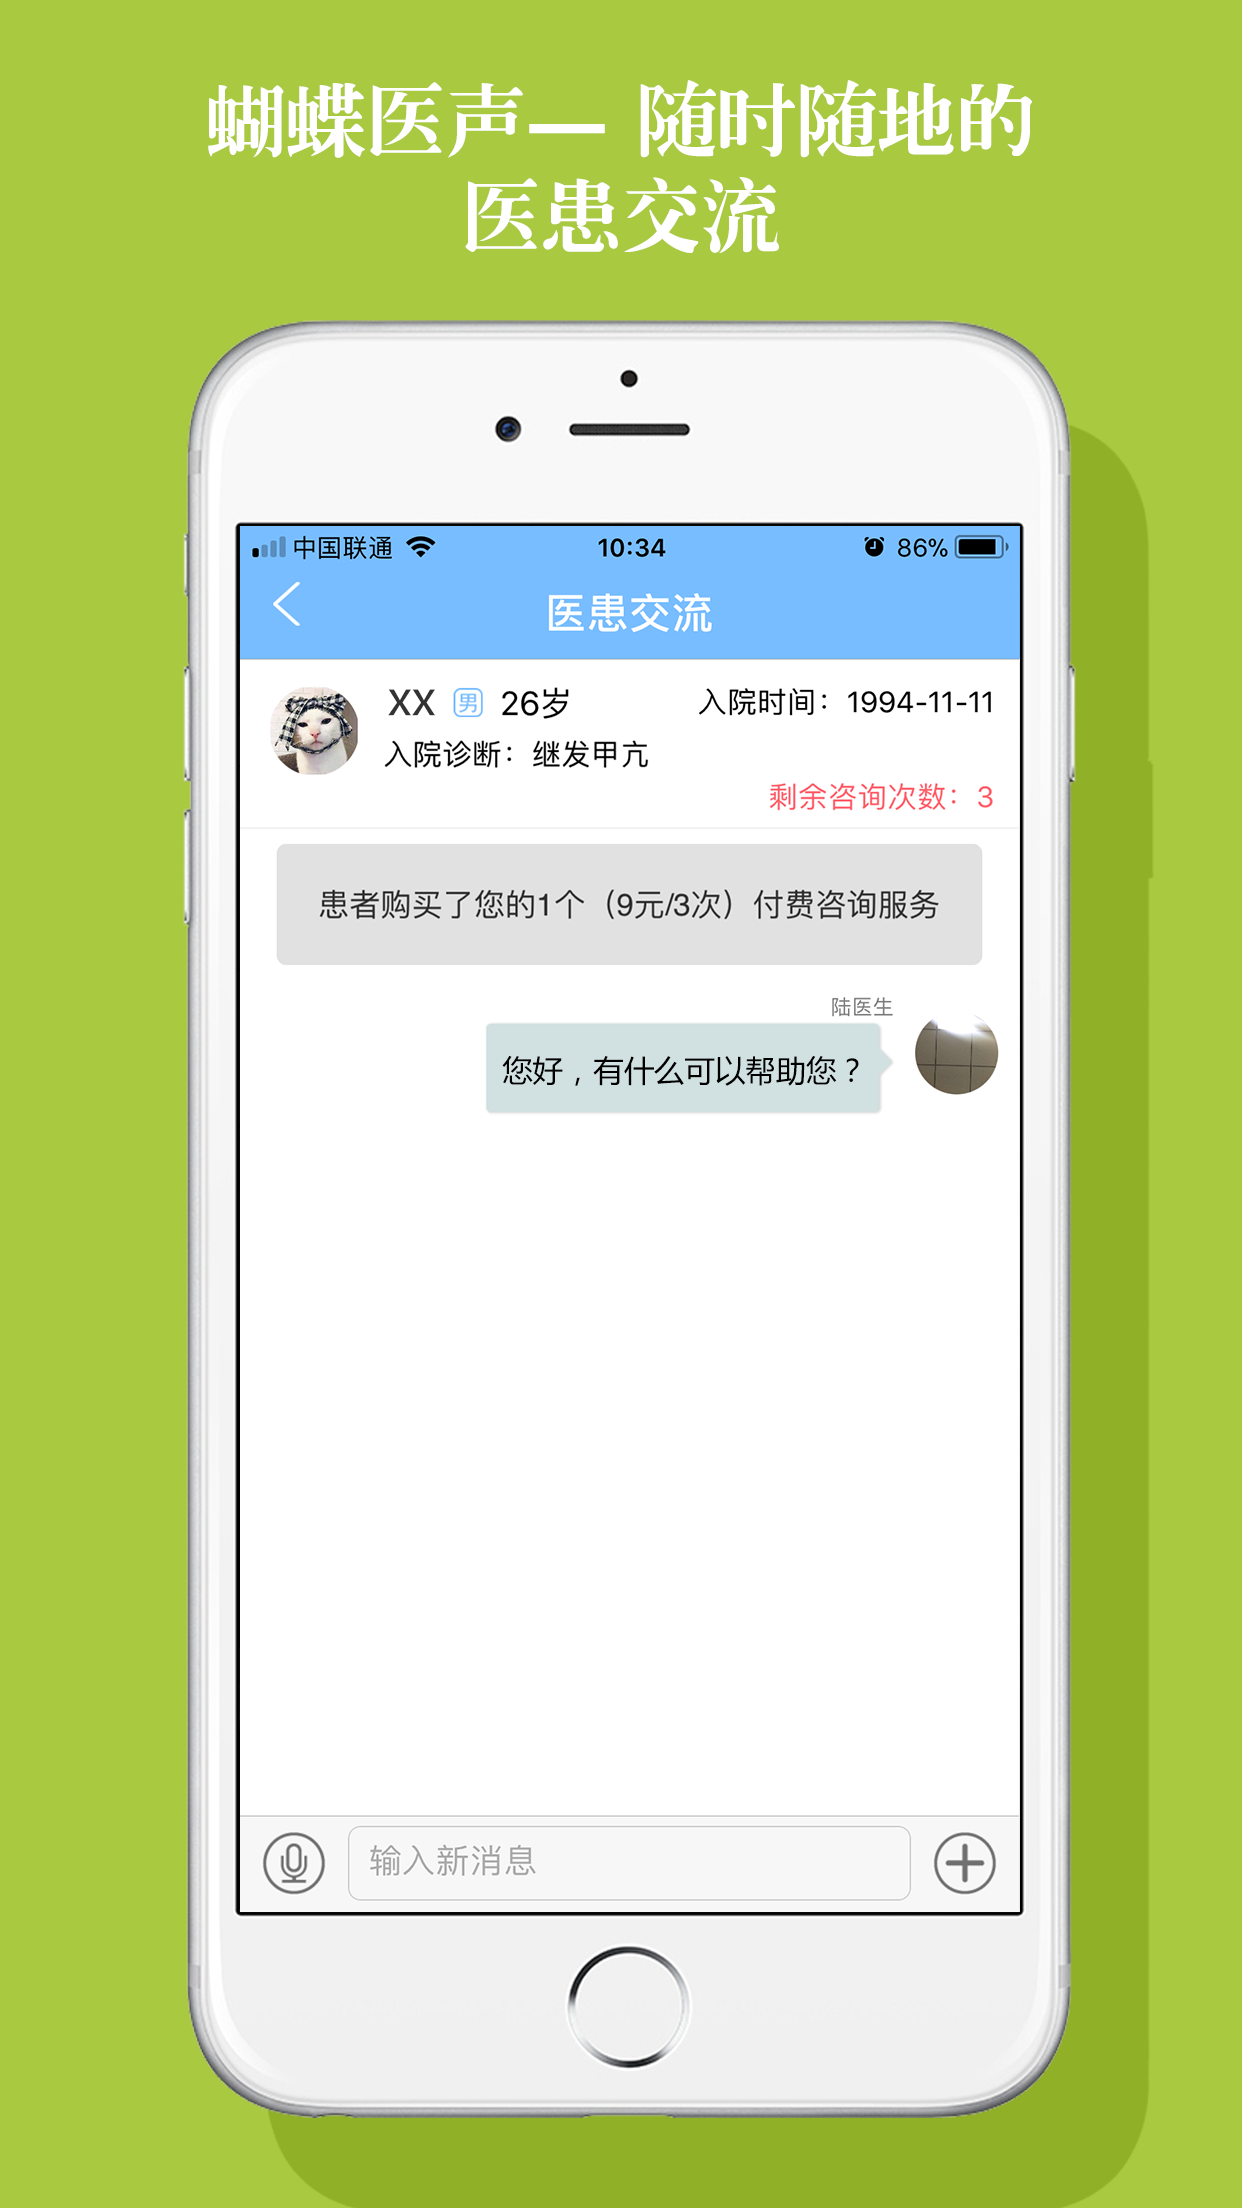 蝴蝶医声— 随时随地的
医患交流
中国联通 10:34 86%
医患交流
XX 男 26岁 入院时间：1994-11-11
入院诊断：继发甲亢
剩余咨询次数：3
患者购买了您的1个（9元/3次）付费咨询服务
陆医生
您好，有什么可以帮助您？
输入新消息